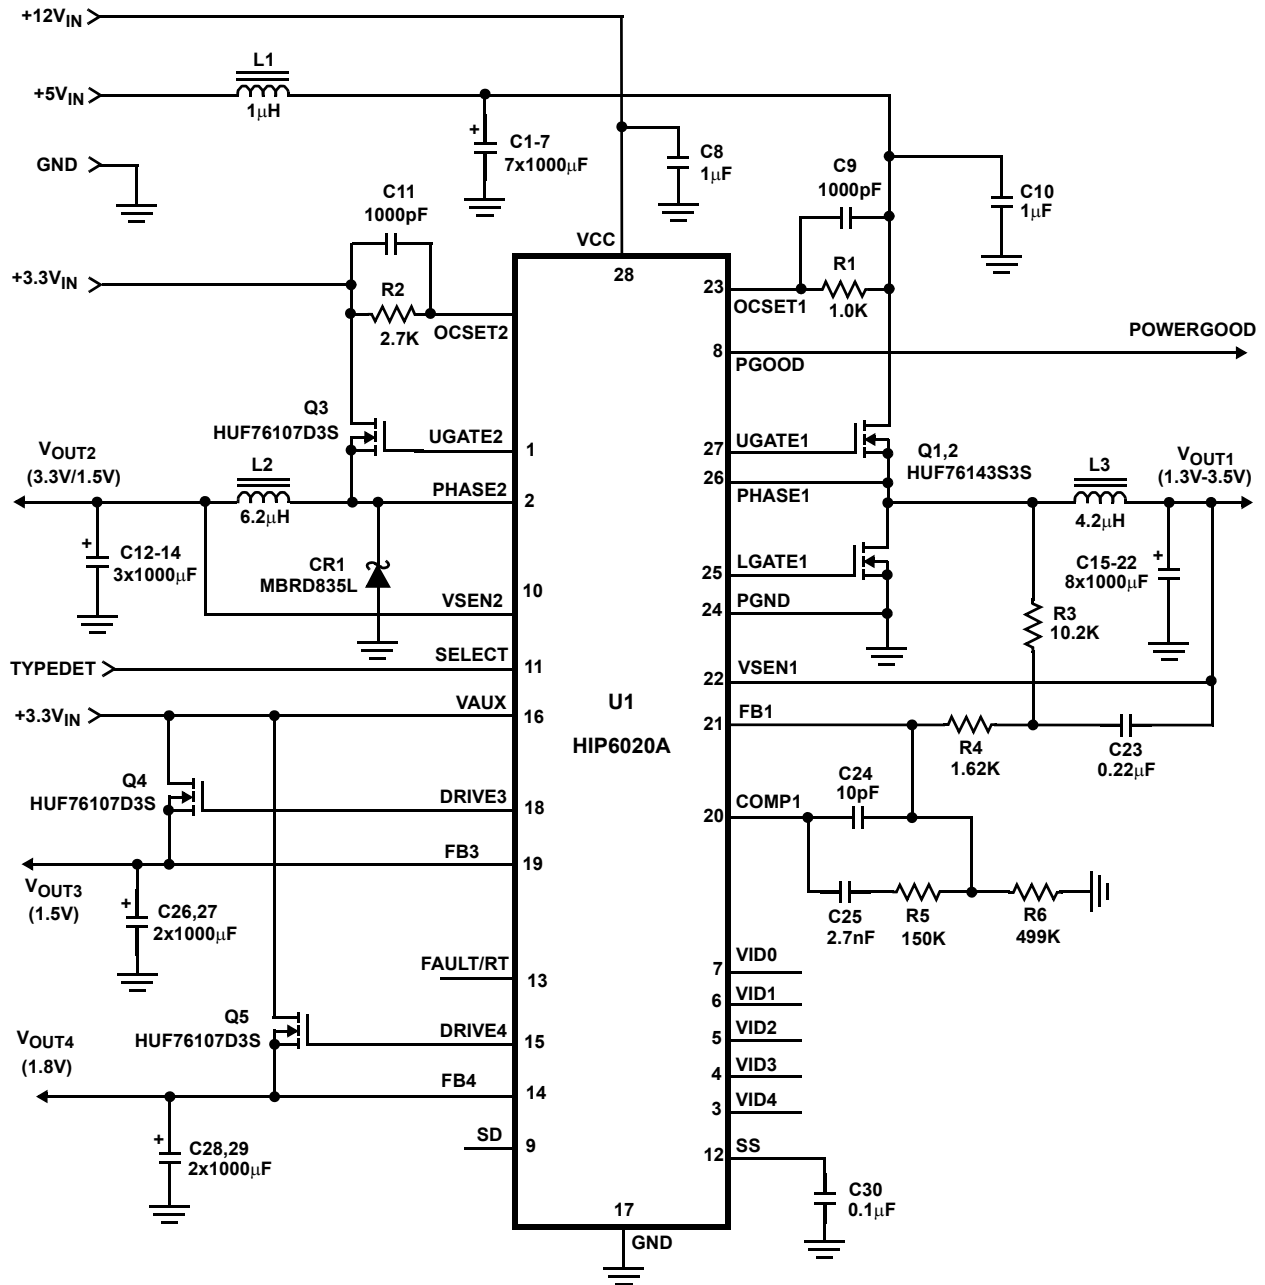 +12VIN
L1
+5VIN
1μH
C1-7
7x1000μF
C8
1μF
GND
C9
1000pF
C10
1μF
C11
1000pF
VCC
28
+3.3VIN
R2
2.7K
OCSET2
23
OCSET1
R1
1.0K
POWERGOOD
8
PGOOD
Q3
HUF76107D3S
UGATE2
1
27
UGATE1
Q1,2
HUF76143S3S
VOUT2
(3.3V/1.5V)
L2
6.2μH
PHASE2
2
26
PHASE1
L3
4.2μH
VOUT1
(1.3V-3.5V)
C12-14
3x1000μF
CR1
MBRD835L
10
VSEN2
25
LGATE1
24
PGND
C15-22
8x1000μF
R3
10.2K
TYPEDET
SELECT
11
22
VSEN1
+3.3VIN
VAUX
16
U1
HIP6020A
21
FB1
R4
1.62K
C23
0.22μF
Q4
HUF76107D3S
DRIVE3
18
20
COMP1
C24
10pF
FB3
19
VOUT3
(1.5V)
C26,27
2x1000μF
C25
2.7nF
R5
150K
R6
499K
FAULT/RT
13
7
VID0
6
VID1
Q5
HUF76107D3S
DRIVE4
15
5
VID2
VOUT4
(1.8V)
FB4
14
4
VID3
3
VID4
SD
9
C28,29
2x1000μF
12
SS
C30
0.1μF
17
GND